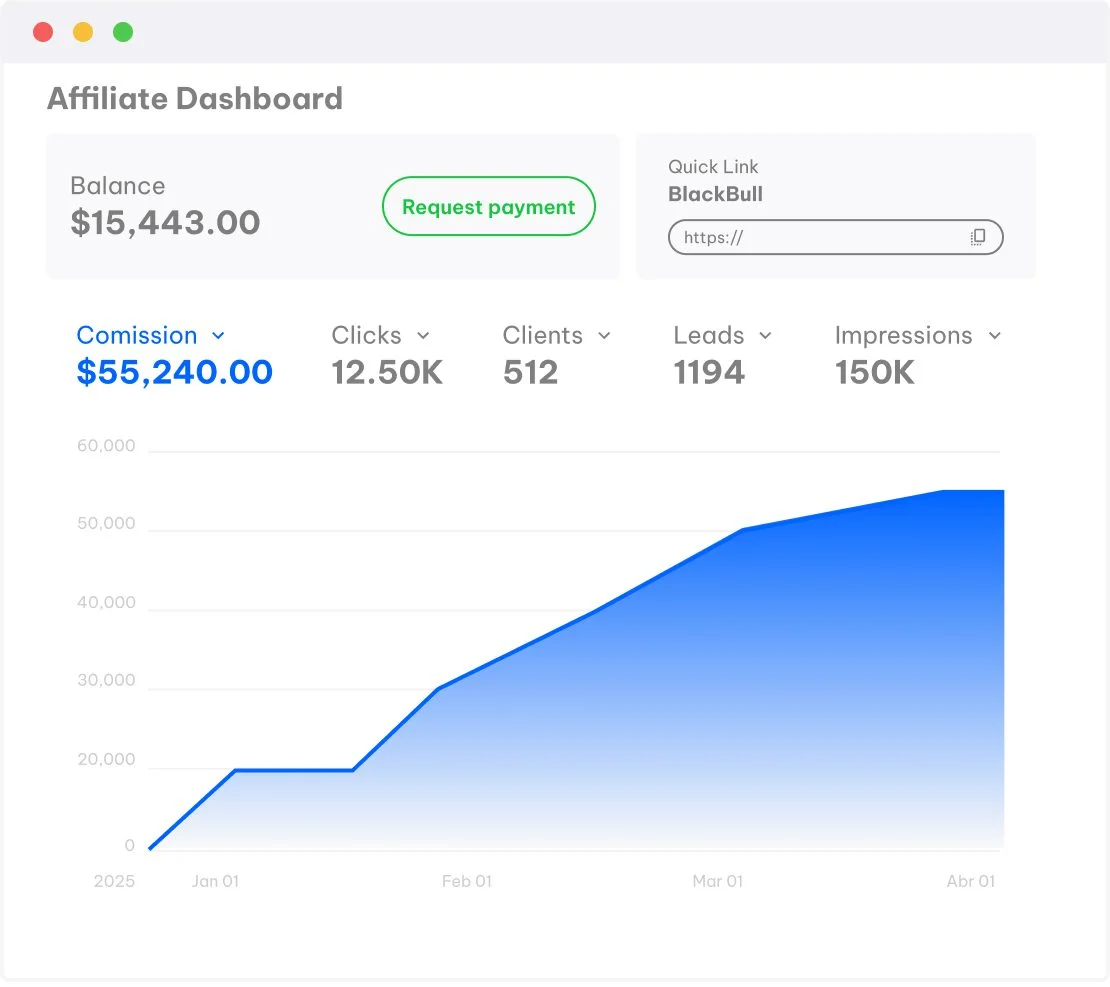 Affiliate Dashboard
Balance
$15,443.00
Request payment
Quick Link
BlackBull
https://
Comission
$55,240.00
Clicks
12.50K
Clients
512
Leads
1194
Impressions
150K
60,000
50,000
40,000
30,000
20,000
0
2025 Jan 01 Feb 01 Mar 01 Abr 01